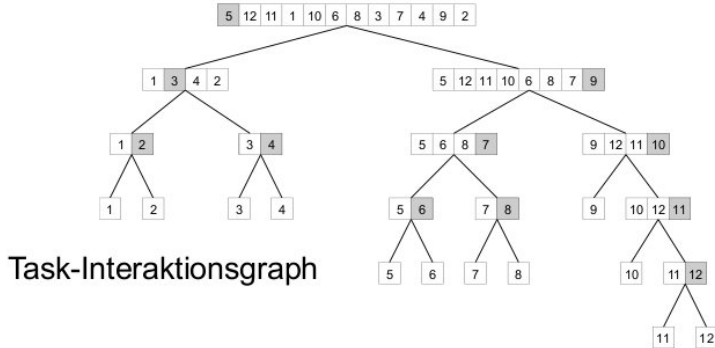 5 12 11 1 10 6 8 3 7 4 9 2
1 3 4 2 5 12 11 10 6 8 7 9
1 2 3 4 5 6 8 7 9 12 11 10
1 2 3 4 5 6 7 8 9 10 12 11
Task-Interaktionsgraph 5 6 7 8 10 11 12
11 12